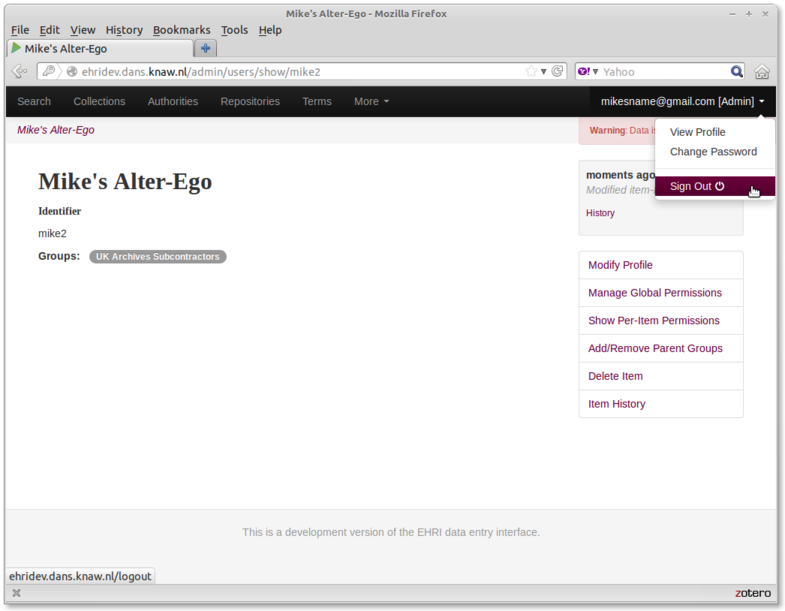 Mike's Alter-Ego - Mozilla Firefox
File Edit View History Bookmarks Tools Help
Mike's Alter-Ego
ehridev.dans.knaw.nl/admin/users/show/mike2
Yahoo
Search Collections Authorities Repositories Terms More
mikesname@gmail.com [Admin]
Mike's Alter-Ego
Warning: Data is
View Profile
Change Password
Sign Out
Mike's Alter-Ego
Identifier
mike2
Groups: UK Archives Subcontractors
moments ago
Modified item-
History
Modify Profile
Manage Global Permissions
Show Per-Item Permissions
Add/Remove Parent Groups
Delete Item
Item History
This is a development version of the EHRI data entry interface.
ehridev.dans.knaw.nl/logout
zotero